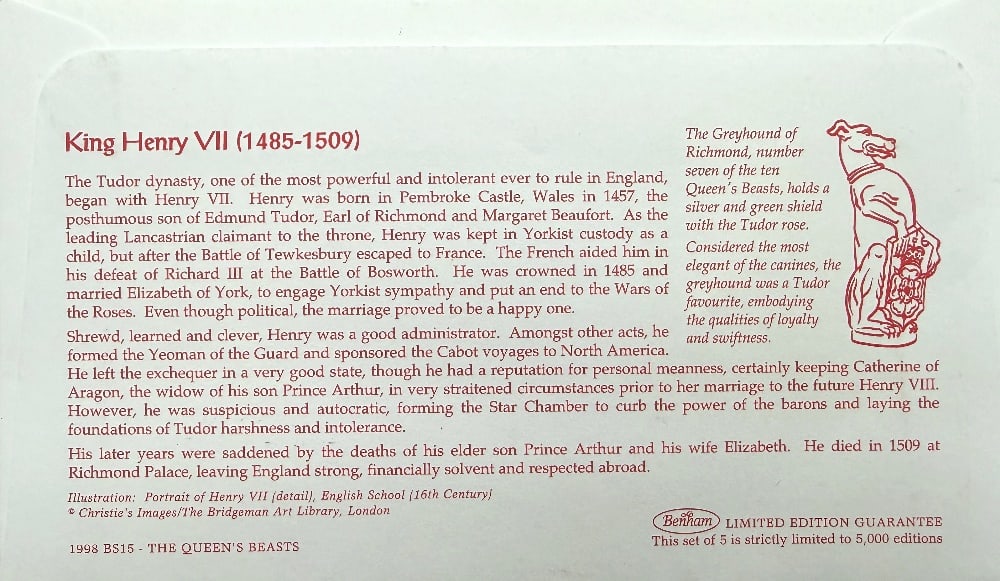 King Henry VII (1485-1509)
The Tudor dynasty, one of the most powerful and intolerant ever to rule in England,
began with Henry VII. Henry was born in Pembroke Castle, Wales in 1457, the
posthumous son of Edmund Tudor, Earl of Richmond and Margaret Beaufort. As the
leading Lancastrian claimant to the throne, Henry was kept in Yorkist custody as a
child, but after the Battle of Tewkesbury escaped to France. The French aided him in
his defeat of Richard III at the Battle of Bosworth. He was crowned in 1485 and
married Elizabeth of York, to engage Yorkist sympathy and put an end to the Wars of
the Roses. Even though political, the marriage proved to be a happy one.
Shrewd, learned and clever, Henry was a good administrator. Amongst other acts, he
formed the Yeoman of the Guard and sponsored the Cabot voyages to North America.
He left the exchequer in a very good state, though he had a reputation for personal meanness, certainly keeping Catherine of
Aragon, the widow of his son Prince Arthur, in very straitened circumstances prior to her marriage to the future Henry VIII.
However, he was suspicious and autocratic, forming the Star Chamber to curb the power of the barons and laying the
foundations of Tudor harshness and intolerance.
His later years were saddened by the deaths of his elder son Prince Arthur and his wife Elizabeth. He died in 1509 at
Richmond Palace, leaving England strong, financially solvent and respected abroad.
The Greyhound of
Richmond, number
seven of the ten
Queen's Beasts, holds a
silver and green shield
with the Tudor rose.
Considered the most
elegant of the canines, the
greyhound was a Tudor
favourite, embodying
the qualities of loyalty
and swiftness.
Illustration: Portrait of Henry VII [detail], English School [16th Century]
© Christie's Images/The Bridgeman Art Library, London
1998 BS15 - THE QUEEN'S BEASTS
Benham LIMITED EDITION GUARANTEE
This set of 5 is strictly limited to 5,000 editions